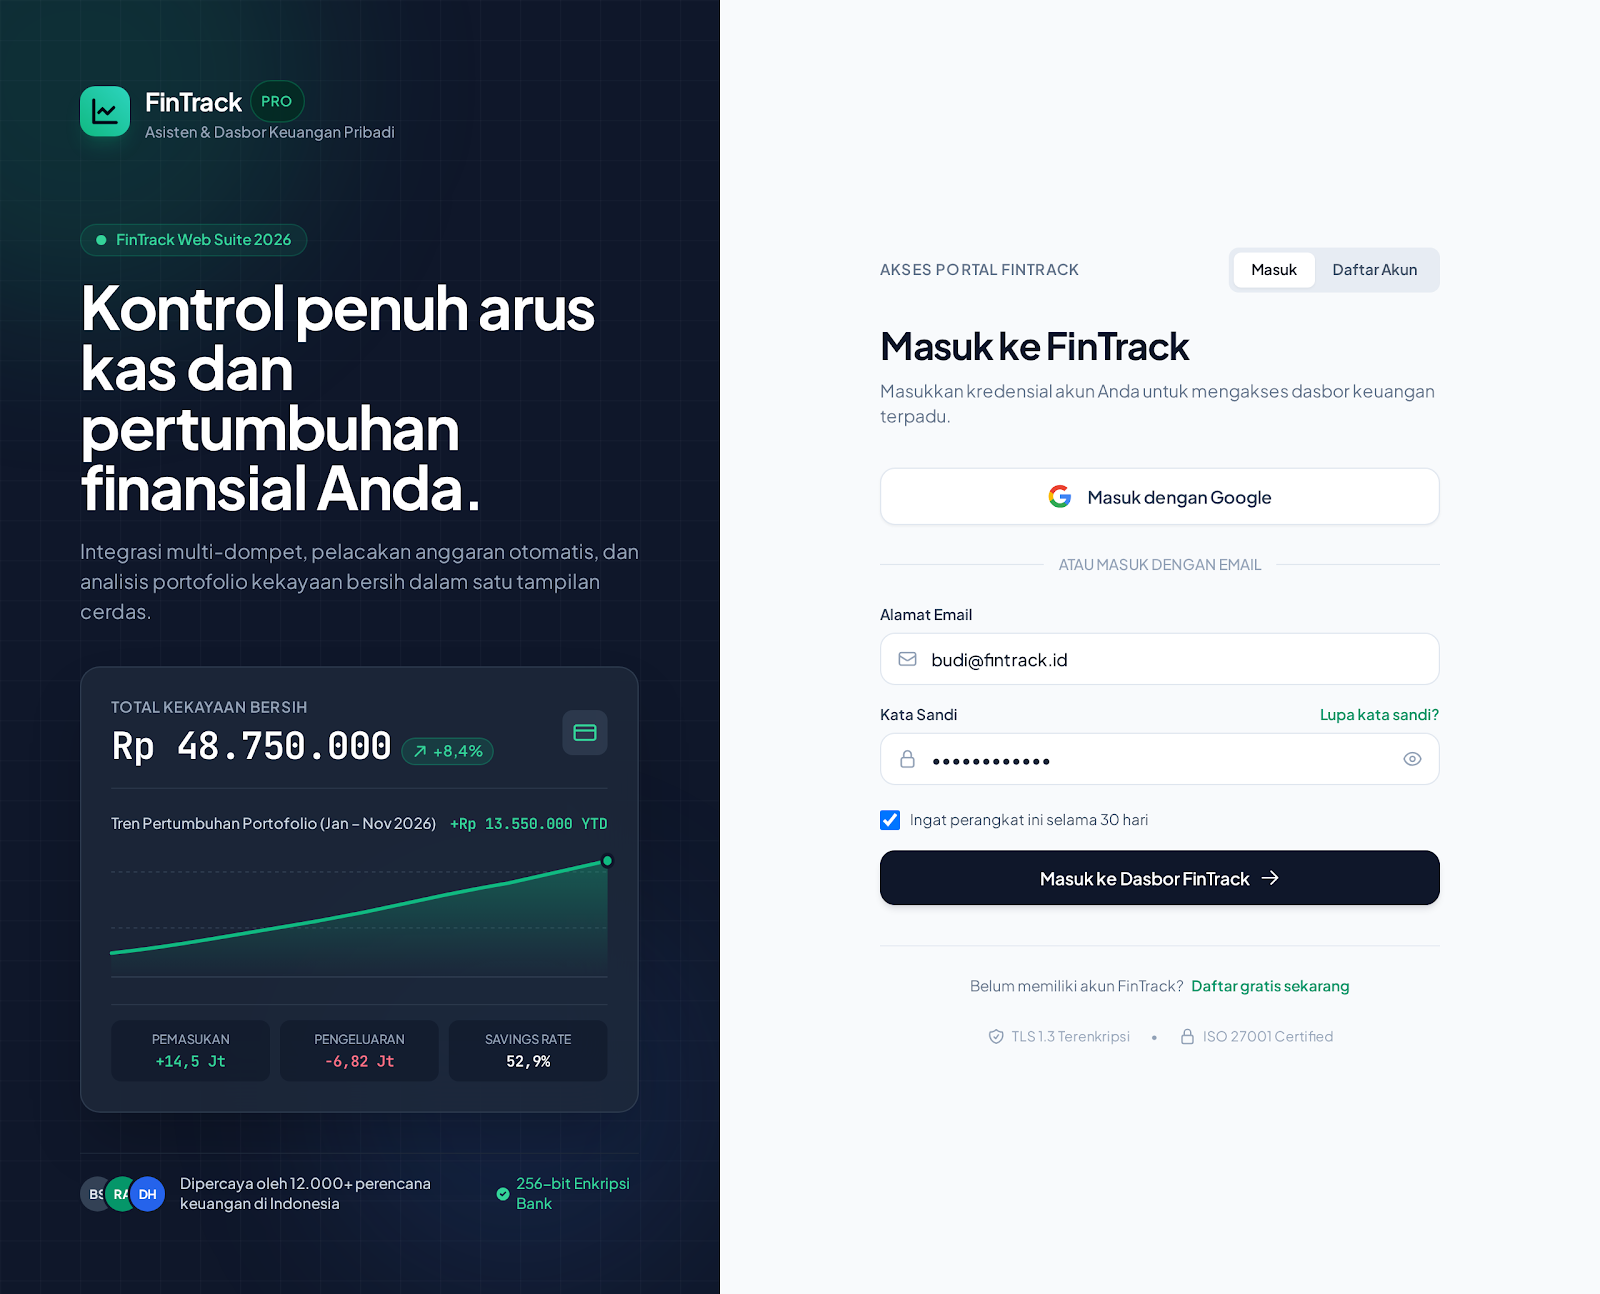 FinTrack PRO
Asisten & Dasbor Keuangan Pribadi
FinTrack Web Suite 2026
Kontrol penuh arus
kas dan
pertumbuhan
finansial Anda.
Integrasi multi-dompet, pelacakan anggaran otomatis, dan
analisis portofolio kekayaan bersih dalam satu tampilan
cerdas.
TOTAL KEKAYAAN BERSIH
Rp 48.750.000 +8,4%
Tren Pertumbuhan Portofolio (Jan – Nov 2026) +Rp 13.550.000 YTD
PEMASUKAN
+14,5 Jt
PENGELUARAN
-6,82 Jt
SAVINGS RATE
52,9%
BS RA DH
Dipercaya oleh 12.000+ perencana
keuangan di Indonesia
256-bit Enkripsi
Bank
AKSES PORTAL FINTRACK
Masuk
Daftar Akun
Masuk ke FinTrack
Masukkan kredensial akun Anda untuk mengakses dasbor keuangan
terpadu.
Masuk dengan Google
ATAU MASUK DENGAN EMAIL
Alamat Email
budi@fintrack.id
Kata Sandi Lupa kata sandi?
••••••••••••
Ingat perangkat ini selama 30 hari
Masuk ke Dasbor FinTrack →
Belum memiliki akun FinTrack? Daftar gratis sekarang
TLS 1.3 Terenkripsi • ISO 27001 Certified